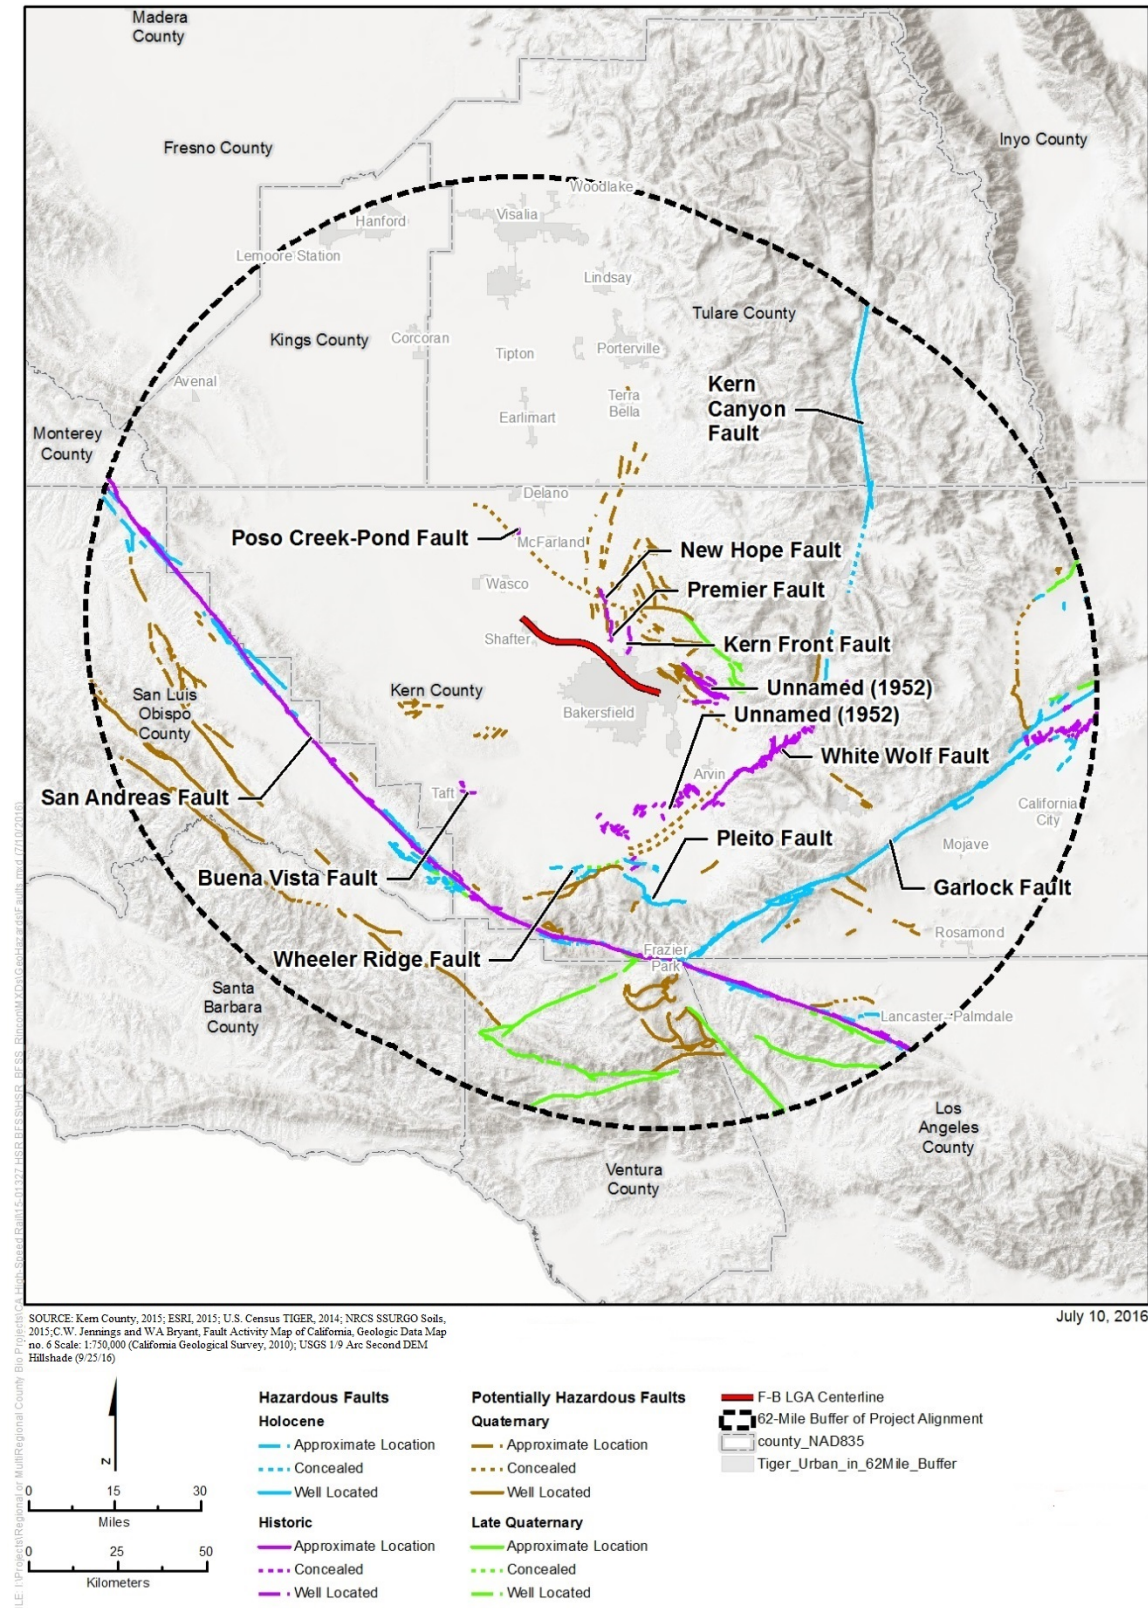 Madera
County
Fresno County
Inyo County
Woodlake
Visalia
Hanford
Lemoore Station
Lindsay
Tulare County
Kings County
Corcoran
Tipton
Porterville
Avenal
Kern
Canyon
Fault
Terra
Bella
Earlimart
Monterey
County
Delano
Poso Creek-Pond Fault
McFarland
New Hope Fault
Wasco
Premier Fault
Shafter
Kern Front Fault
San Luis
Obispo
County
Kern County
Unnamed (1952)
Bakersfield
Unnamed (1952)
White Wolf Fault
Arvin
San Andreas Fault
Taft
California
City
Pleito Fault
Mojave
Buena Vista Fault
Garlock Fault
Rosamond
Wheeler Ridge Fault
Frazier
Park
Santa
Barbara
County
Lancaster--Palmdale
Los
Angeles
County
Ventura
County
SOURCE: Kern County, 2015; ESRI, 2015; U.S. Census TIGER, 2014; NRCS SSURGO Soils,
2015;C.W. Jennings and WA Bryant, Fault Activity Map of California, Geologic Data Map
no. 6 Scale: 1:750,000 (California Geological Survey, 2010); USGS 1/9 Arc Second DEM
Hillshade (9/25/16)
July 10, 2016
Z
0 15 30
Miles
0 25 50
Kilometers
Hazardous Faults
Holocene
Approximate Location
Concealed
Well Located
Historic
Approximate Location
Concealed
Well Located
Potentially Hazardous Faults
Quaternary
Approximate Location
Concealed
Well Located
Late Quaternary
Approximate Location
Concealed
Well Located
F-B LGA Centerline
62-Mile Buffer of Project Alignment
county_NAD835
Tiger_Urban_in_62Mile_Buffer